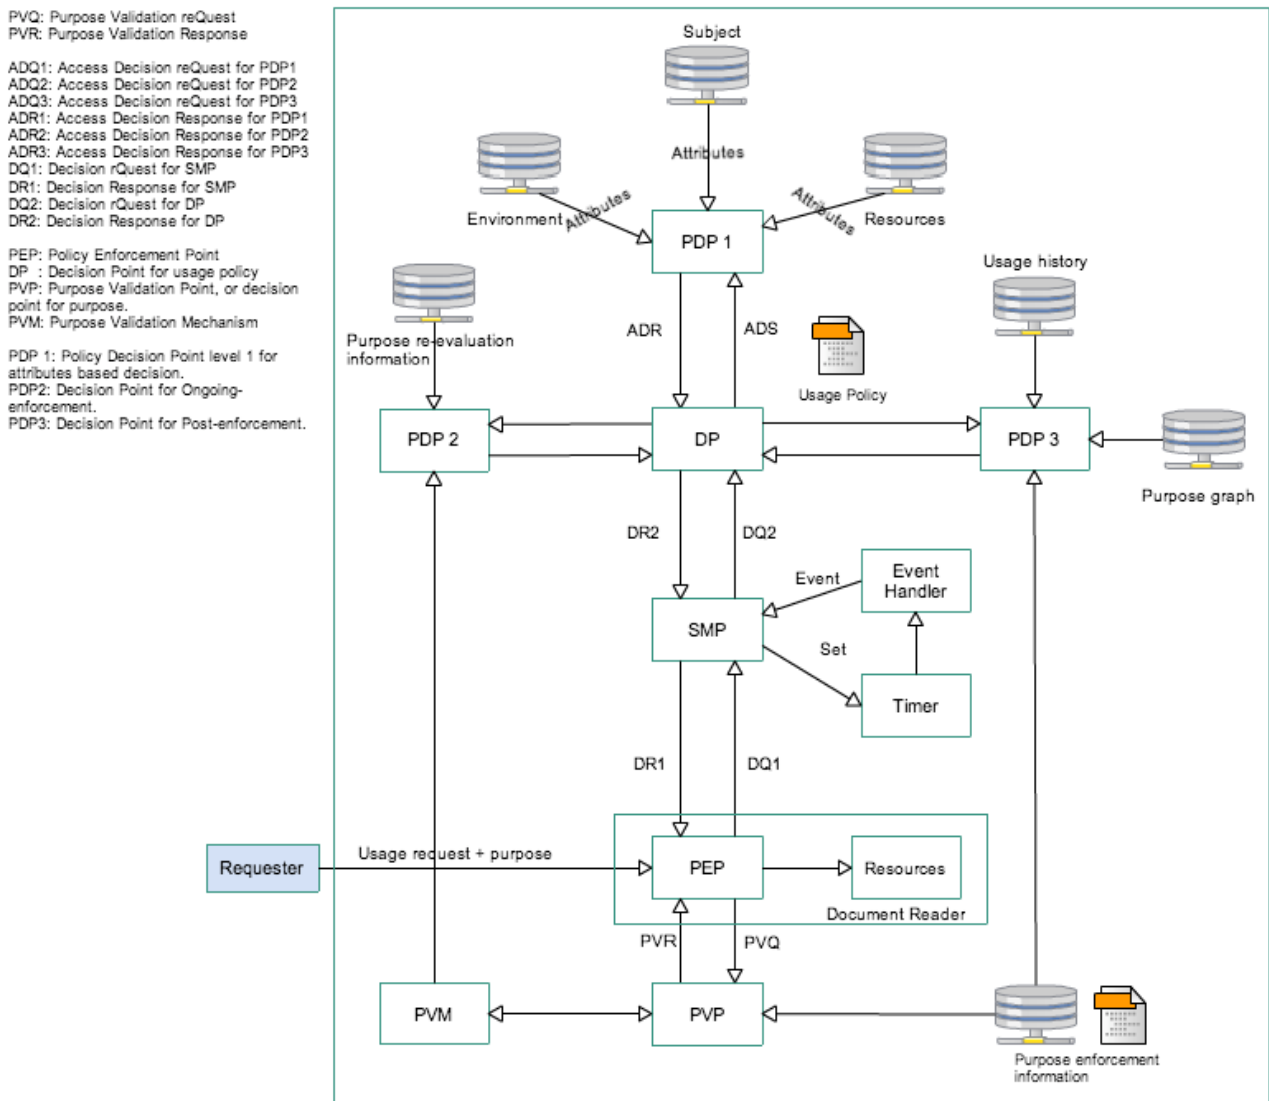 PVQ: Purpose Validation reQuest
PVR: Purpose Validation Response
ADQ1: Access Decision reQuest for PDP1
ADQ2: Access Decision reQuest for PDP2
ADQ3: Access Decision reQuest for PDP3
ADR1: Access Decision Response for PDP1
ADR2: Access Decision Response for PDP2
ADR3: Access Decision Response for PDP3
DQ1: Decision rQuest for SMP
DR1: Decision Response for SMP
DQ2: Decision rQuest for DP
DR2: Decision Response for DP
PEP: Policy Enforcement Point
DP : Decision Point for usage policy
PVP: Purpose Validation Point, or decision
point for purpose.
PVM: Purpose Validation Mechanism
PDP 1: Policy Decision Point level 1 for
attributes based decision.
PDP2: Decision Point for Ongoing-
enforcement.
PDP3: Decision Point for Post-enforcement.
Subject
Attributes
Environment
Attributes
Attributes
Resources
PDP 1
Usage history
Purpose re-evaluation
information
ADR
ADS
Usage Policy
PDP 2
DP
PDP 3
Purpose graph
DR2
DQ2
Event
Event
Handler
SMP
Set
Timer
DR1
DQ1
Requester
Usage request + purpose
PEP
Resources
Document Reader
PVR
PVQ
PVM
PVP
Purpose enforcement
information